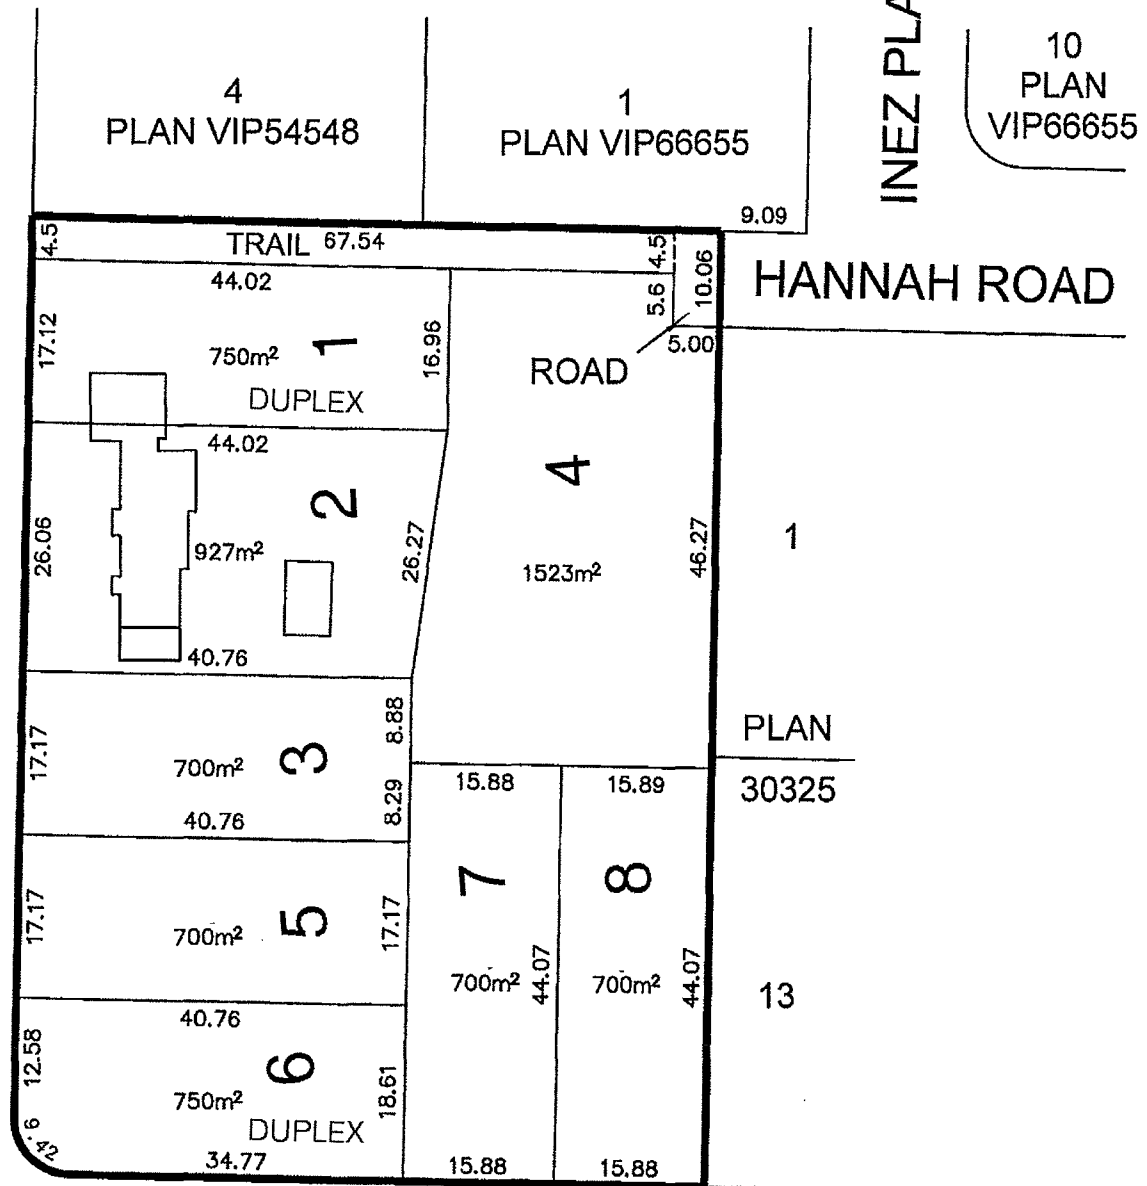 4
PLAN VIP54548
1
PLAN VIP66655
INEZ PLA
10
PLAN
VIP66655
9.09
4.5
TRAIL 67.54
4.5
10.06
HANNAH ROAD
44.02
5.6
5.00
ROAD
17.12
750m²
1
16.96
DUPLEX
44.02
2
4
26.06
927m²
26.27
1523m²
46.27
1
40.76
17.17
700m²
3
8.88
PLAN
40.76
8.29
15.88
15.89
30325
17.17
700m²
5
17.17
7
8
700m²
44.07
700m²
44.07
13
40.76
12.58
750m²
6
18.61
DUPLEX
.6
42
34.77
15.88
15.88